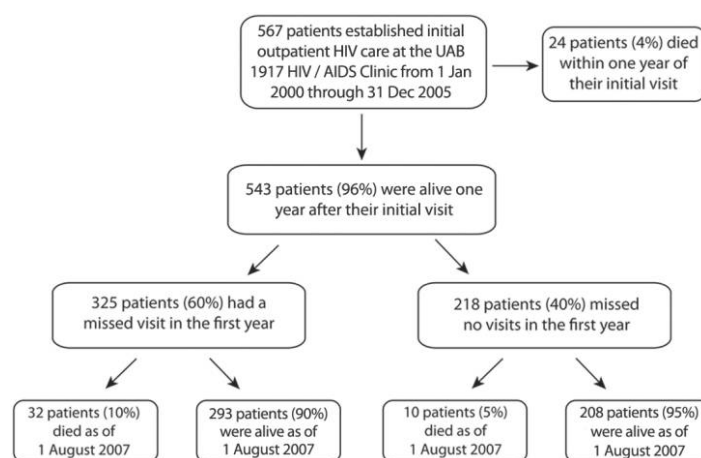 567 patients established initial
outpatient HIV care at the UAB
1917 HIV / AIDS Clinic from 1 Jan
2000 through 31 Dec 2005
24 patients (4%) died
within one year of
their initial visit
543 patients (96%) were alive one
year after their initial visit
325 patients (60%) had a
missed visit in the first year
218 patients (40%) missed
no visits in the first year
32 patients (10%)
died as of
1 August 2007
293 patients (90%)
were alive as of
1 August 2007
10 patients (5%)
died as of
1 August 2007
208 patients (95%)
were alive as of
1 August 2007